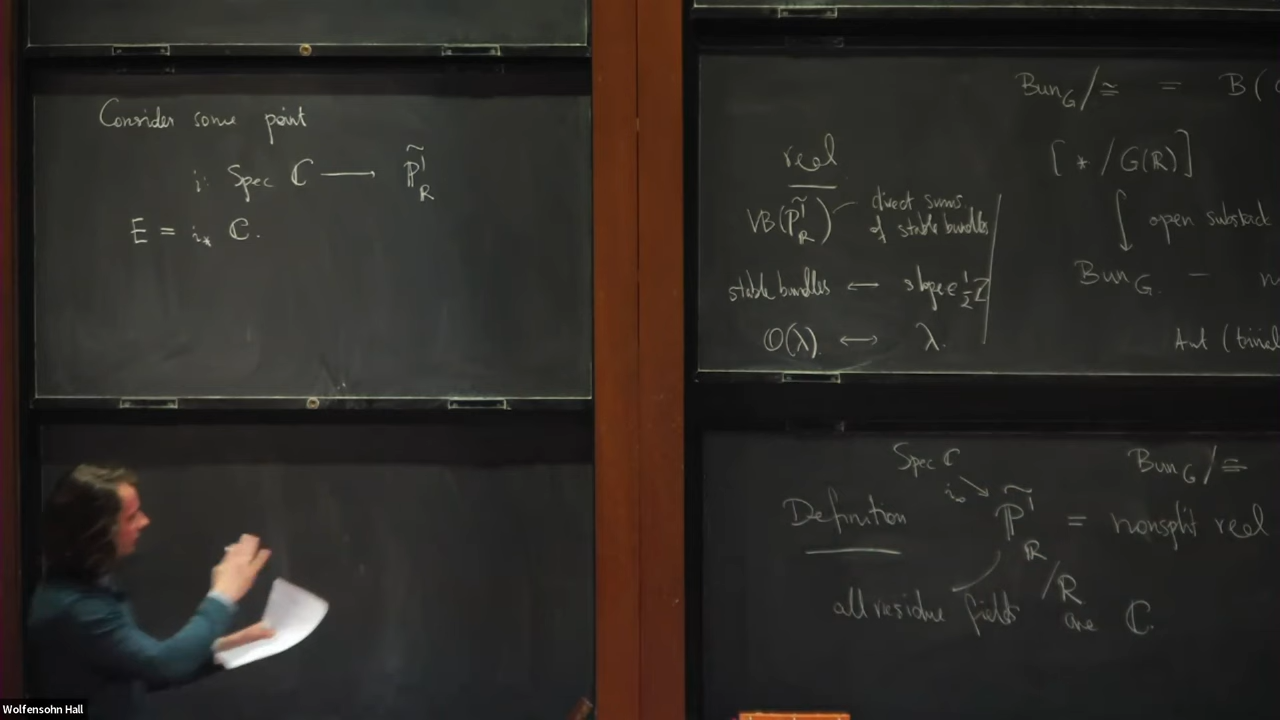 Consider some point
i: Spec ℂ ⟶ ℙ̃¹_R
E = i_* ℂ.
Bun_G/≅ = B(
real
[ * / G(R) ]
VB(ℙ̃¹_R) direct sums of stable bundles
open substack
stable bundles ⟷ slope ∈ ½ℤ
Bun_G
O(λ) ⟷ λ.
Aut (trivial
Spec ℂ
Bun_G/≅
i_∞
Definition ℙ̃¹_R = nonsplit real
/R
all residue fields are ℂ.
Wolfensohn Hall